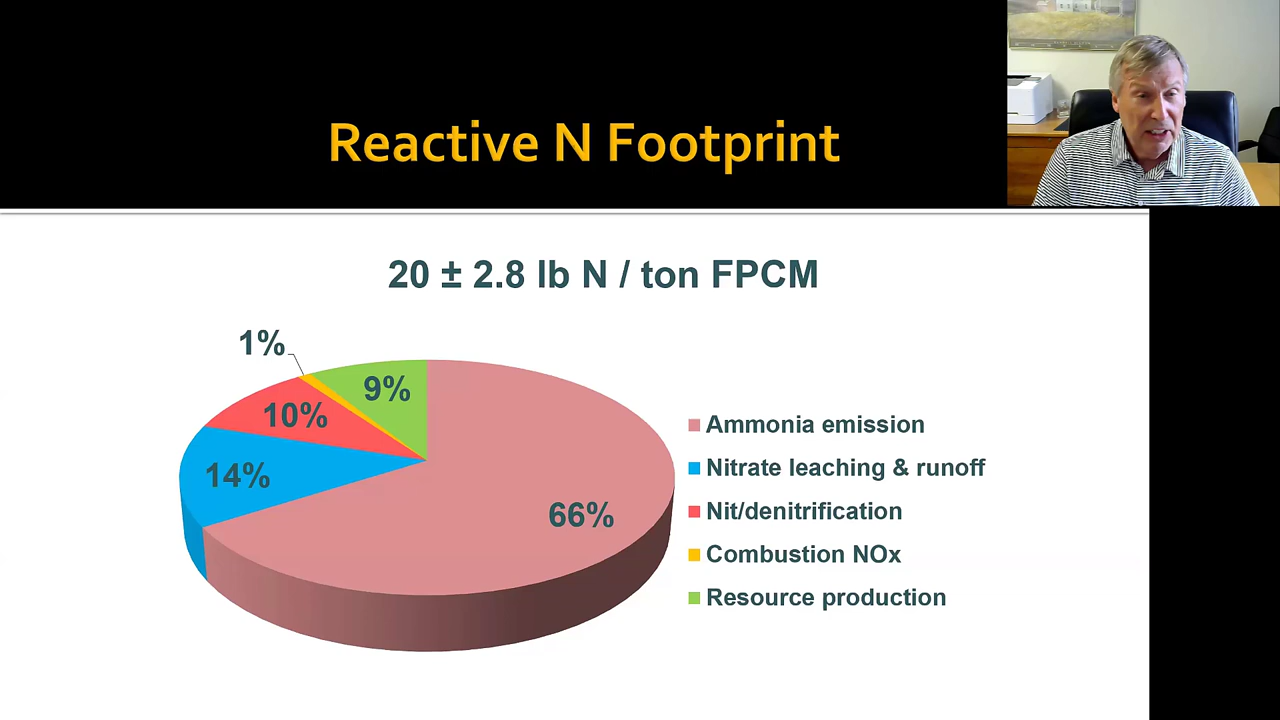 Reactive N Footprint
20 ± 2.8 lb N / ton FPCM
1%
9%
10%
14%
66%
Ammonia emission
Nitrate leaching & runoff
Nit/denitrification
Combustion NOx
Resource production